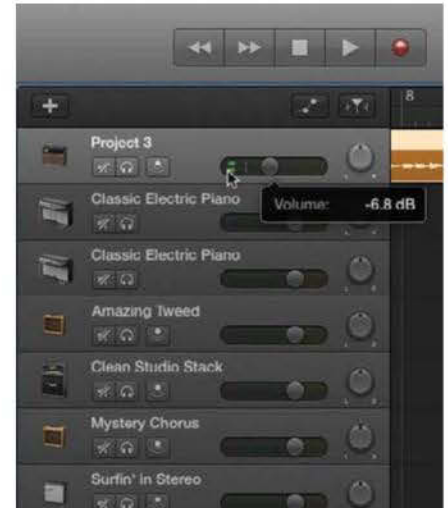 8
Project 3
Classic Electric Piano
Volume: -6.8 dB
Classic Electric Piano
Amazing Tweed
Clean Studio Stack
Mystery Chorus
Surfin' in Stereo